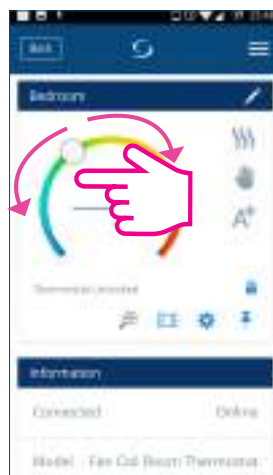 Back
Bedroom
A*
Thermostat unlocked
Information
Connected Online
Model Fan Coil Room Thermostat